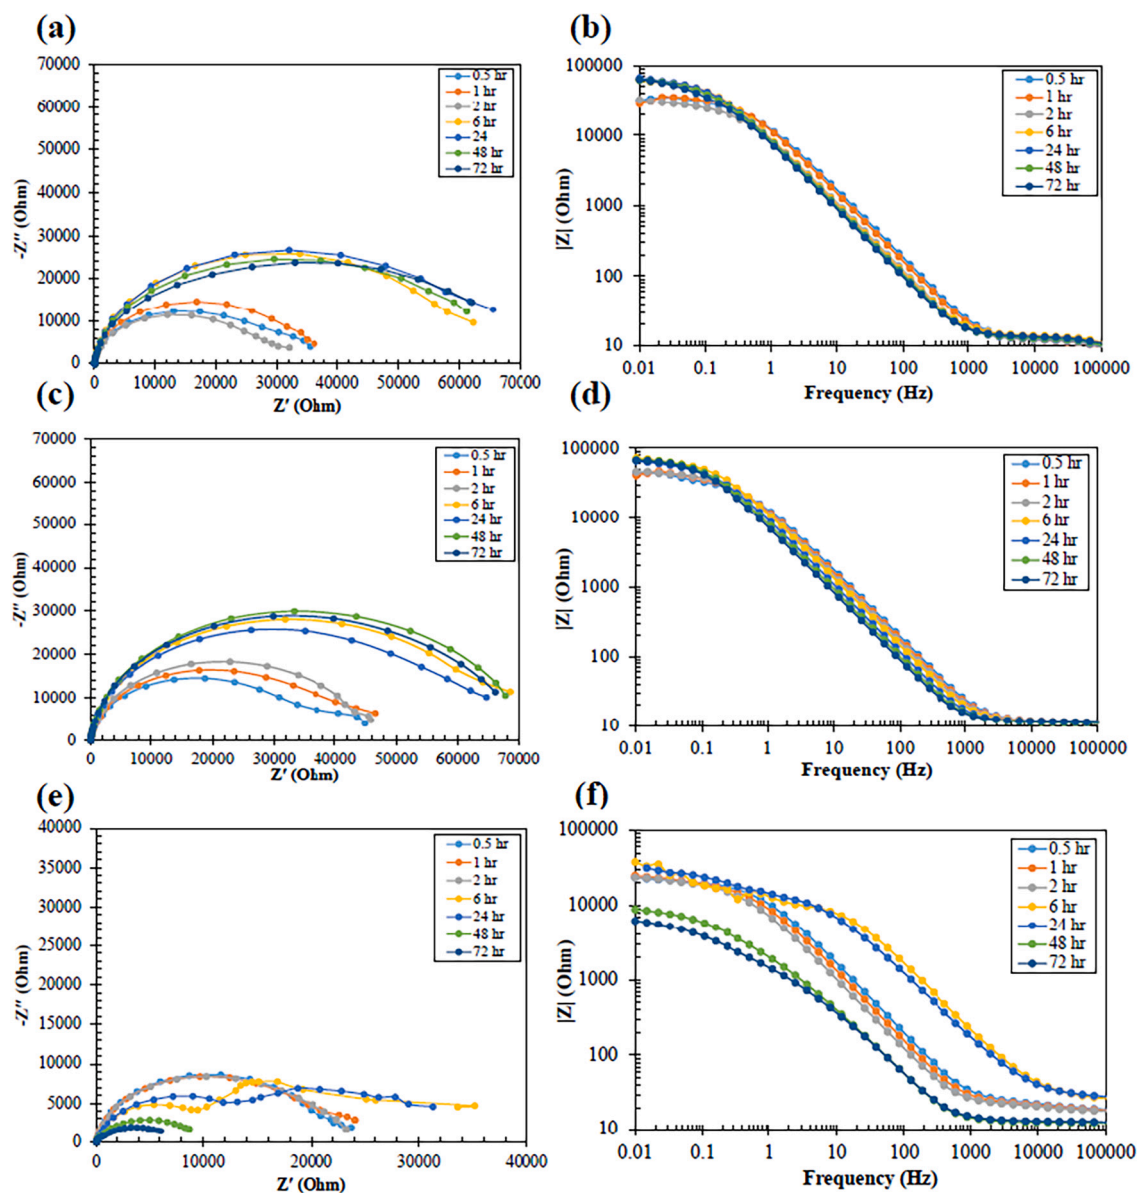 (a)
70000
60000
50000
40000
30000
20000
10000
0
-Z″ (Ohm)
0.5 hr
1 hr
2 hr
6 hr
24
48 hr
72 hr
0 10000 20000 30000 40000 50000 60000 70000
Z′ (Ohm)
(b)
100000
10000
1000
100
10
|Z| (Ohm)
0.5 hr
1 hr
2 hr
6 hr
24 hr
48 hr
72 hr
0.01 0.1 1 10 100 1000 10000 100000
Frequency (Hz)
(c)
70000
60000
50000
40000
30000
20000
10000
0
-Z″ (Ohm)
0.5 hr
1 hr
2 hr
6 hr
24 hr
48 hr
72 hr
0 10000 20000 30000 40000 50000 60000 70000
Z′ (Ohm)
(d)
100000
10000
1000
100
10
|Z| (Ohm)
0.5 hr
1 hr
2 hr
6 hr
24 hr
48 hr
72 hr
0.01 0.1 1 10 100 1000 10000 100000
Frequency (Hz)
(e)
40000
35000
30000
25000
20000
15000
10000
5000
0
-Z″ (Ohm)
0.5 hr
1 hr
2 hr
6 hr
24 hr
48 hr
72 hr
0 10000 20000 30000 40000
Z′ (Ohm)
(f)
100000
10000
1000
100
10
|Z| (Ohm)
0.5 hr
1 hr
2 hr
6 hr
24 hr
48 hr
72 hr
0.01 0.1 1 10 100 1000 10000 100000
Frequency (Hz)